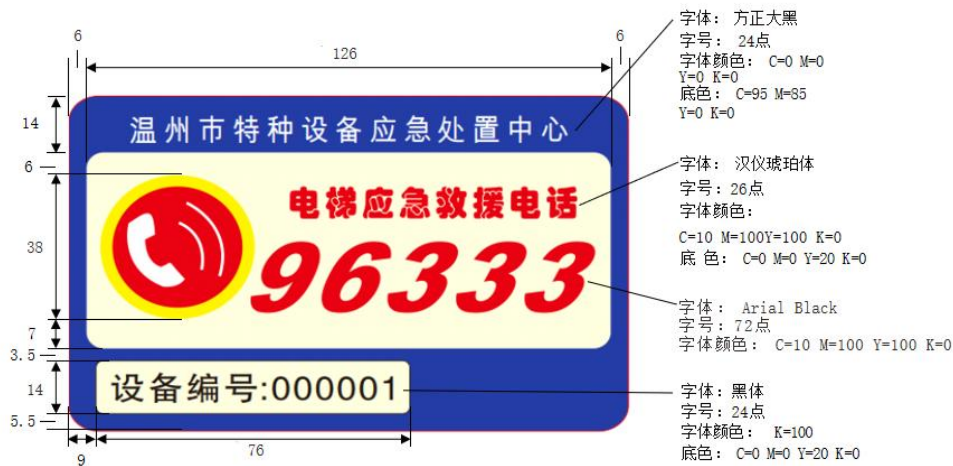 6
126
6
字体： 方正大黑
字号： 24点
字体颜色： C=0 M=0
Y=0 K=0
底色： C=95 M=85
Y=0 K=0
14
温州市特种设备应急处置中心
6
字体： 汉仪琥珀体
字号：26点
字体颜色：
C=10 M=100Y=100 K=0
底 色： C=0 M=0 Y=20 K=0
电梯应急救援电话
38
96333
字体： Arial Black
字号：72点
字体颜色： C=10 M=100 Y=100 K=0
7
3.5
14
设备编号:000001
字体：黑体
字号：24点
字体颜色： K=100
底色： C=0 M=0 Y=20 K=0
5.5
9
76